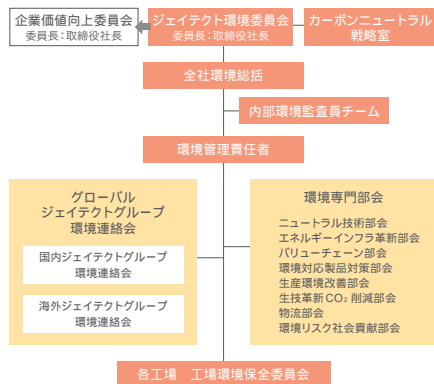 企業価値向上委員会
委員長：取締役社長
ジェイテクト環境委員会
委員長：取締役社長
カーボンニュートラル
戦略室
全社環境総括
内部環境監査員チーム
環境管理責任者
グローバル
ジェイテクトグループ
環境連絡会
国内ジェイテクトグループ
環境連絡会
海外ジェイテクトグループ
環境連絡会
環境専門部会
ニュートラル技術部会
エネルギーインフラ革新部会
バリューチェーン部会
環境対応製品対策部会
生産環境改善部会
生技革新CO₂削減部会
物流部会
環境リスク社会貢献部会
各工場　工場環境保全委員会